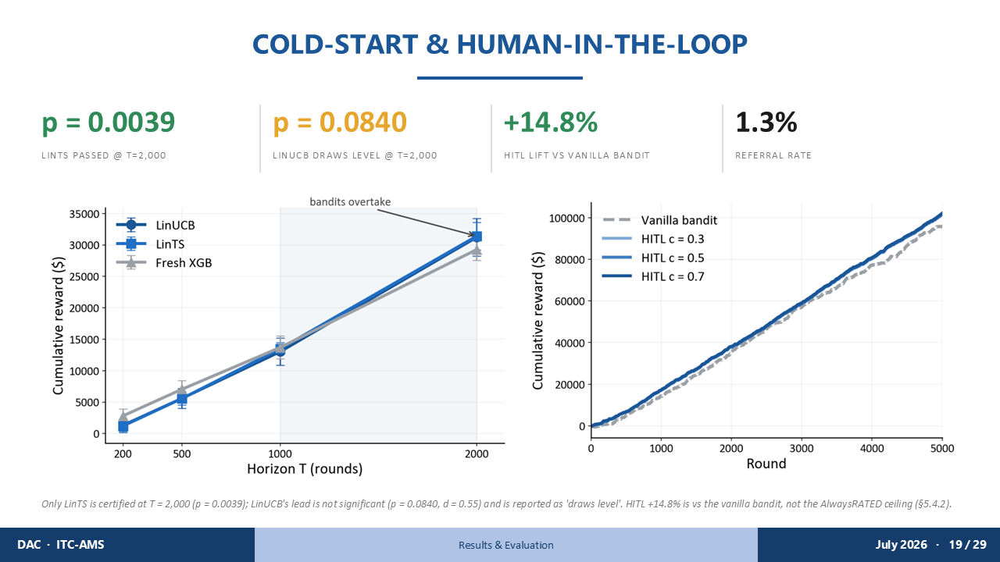 COLD-START & HUMAN-IN-THE-LOOP
p = 0.0039
LINTS PASSED @ T=2,000
p = 0.0840
LINUCB DRAWS LEVEL @ T=2,000
+14.8%
HITL LIFT VS VANILLA BANDIT
1.3%
REFERRAL RATE
bandits overtake
LinUCB
LinTS
Fresh XGB
35000
30000
25000
20000
15000
10000
5000
0
Cumulative reward ($)
200 500 1000 2000
Horizon T (rounds)
Vanilla bandit
HITL c = 0.3
HITL c = 0.5
HITL c = 0.7
100000
80000
60000
40000
20000
0
Cumulative reward ($)
0 1000 2000 3000 4000 5000
Round
Only LinTS is certified at T = 2,000 (p = 0.0039); LinUCB's lead is not significant (p = 0.0840, d = 0.55) and is reported as 'draws level'. HITL +14.8% is vs the vanilla bandit, not the AlwaysRATED ceiling (§5.4.2).
DAC · ITC-AMS
Results & Evaluation
July 2026 · 19 / 29